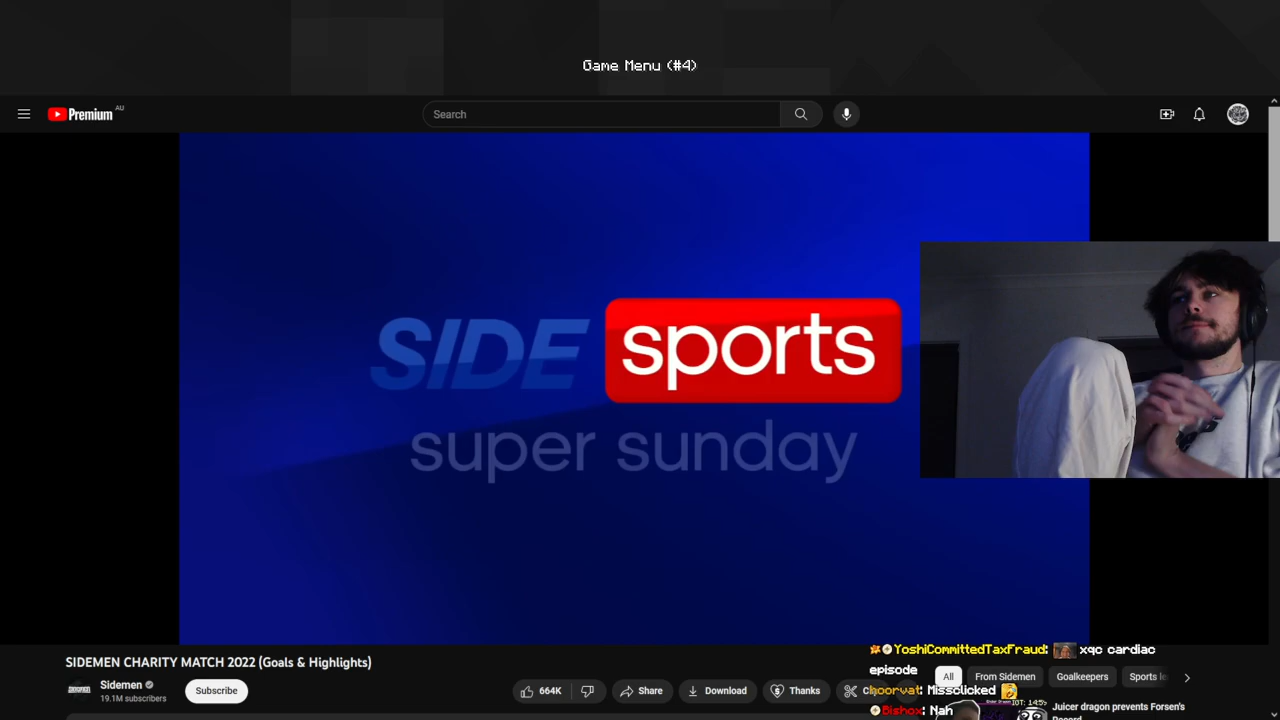 Game Menu (#4)
Premium AU
Search
SIDE sports
super sunday
SIDEMEN CHARITY MATCH 2022 (Goals & Highlights)
Sidemen
19.1M subscribers
Subscribe
664K
Share
Download
Thanks
YoshiCommittedTaxFraud: xqc cardiac
episode
hoorvat: Missclicked
Bishox: Nah
All
From Sidemen
Goalkeepers
Juicer dragon prevents Forsen's